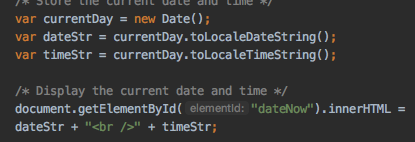 /* Store the current date and time */
var currentDay = new Date();
var dateStr = currentDay.toLocaleDateString();
var timeStr = currentDay.toLocaleTimeString();
/* Display the current date and time */
document.getElementById( elementId: "dateNow").innerHTML =
dateStr + "<br />" + timeStr;